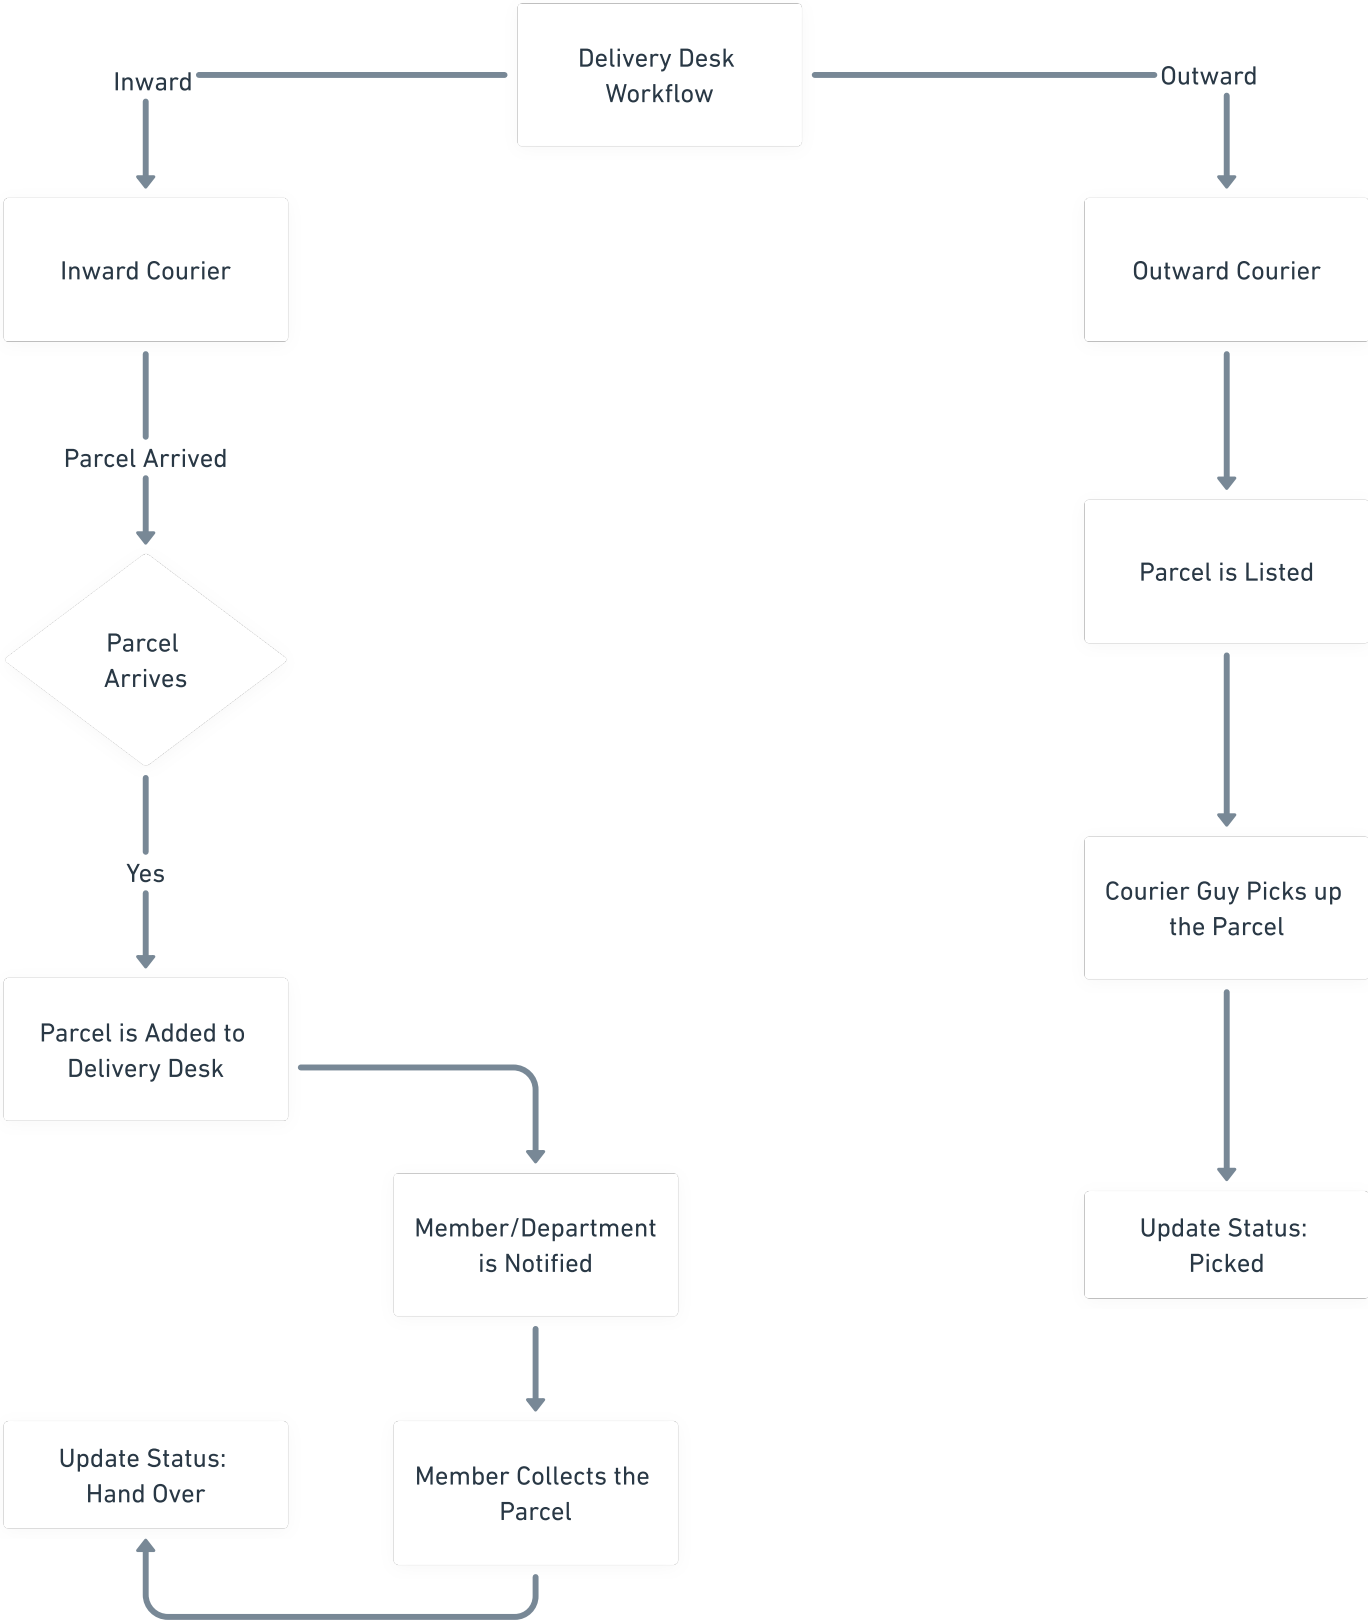 Delivery Desk
Workflow
Inward
Outward
Inward Courier
Outward Courier
Parcel Arrived
Parcel is Listed
Parcel
Arrives
Yes
Courier Guy Picks up
the Parcel
Parcel is Added to
Delivery Desk
Member/Department
is Notified
Update Status:
Picked
Update Status:
Hand Over
Member Collects the
Parcel